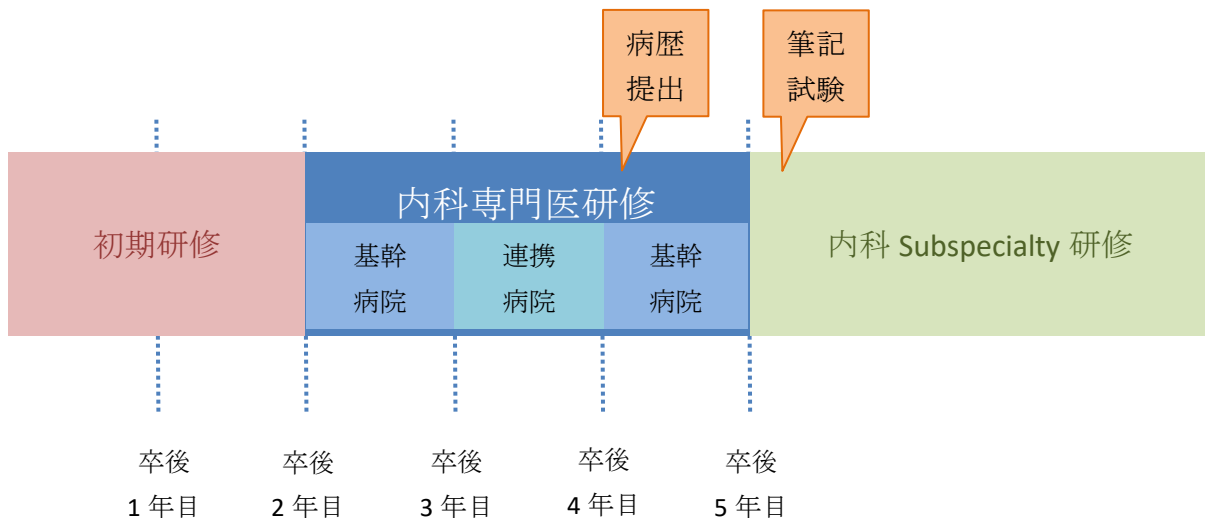 病歴
提出
筆記
試験
内科専門医研修
初期研修
基幹
病院
連携
病院
基幹
病院
内科 Subspecialty 研修
卒後
1 年目
卒後
2 年目
卒後
3 年目
卒後
4 年目
卒後
5 年目